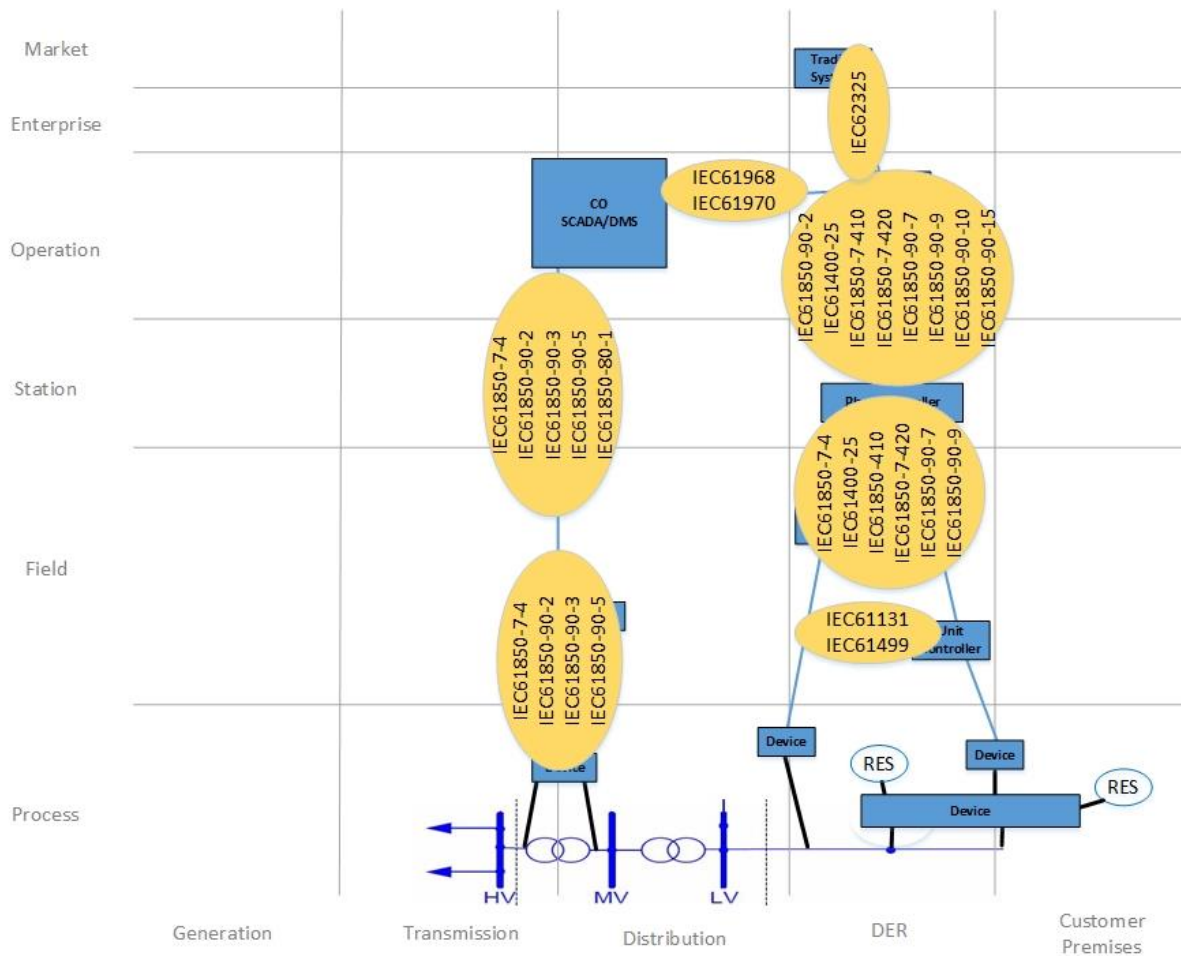 Market
Trad
Syst
IEC62325
Enterprise
IEC61968
IEC61970
CO
SCADA/DMS
Operation
IEC61850-90-2
IEC61400-25
IEC61850-7-410
IEC61850-7-420
IEC61850-90-7
IEC61850-90-9
IEC61850-90-10
IEC61850-90-15
IEC61850-7-4
IEC61850-90-2
IEC61850-90-3
IEC61850-90-5
IEC61850-80-1
Station
IEC61850-7-4
IEC61400-25
IEC61850-410
IEC61850-7-420
IEC61850-90-7
IEC61850-90-9
Field
IEC61850-7-4
IEC61850-90-2
IEC61850-90-3
IEC61850-90-5
IEC61131
IEC61499
Unit
Controller
Device
Device
Device
RES
RES
Device
Process
HV
MV
LV
Generation
Transmission
Distribution
DER
Customer
Premises